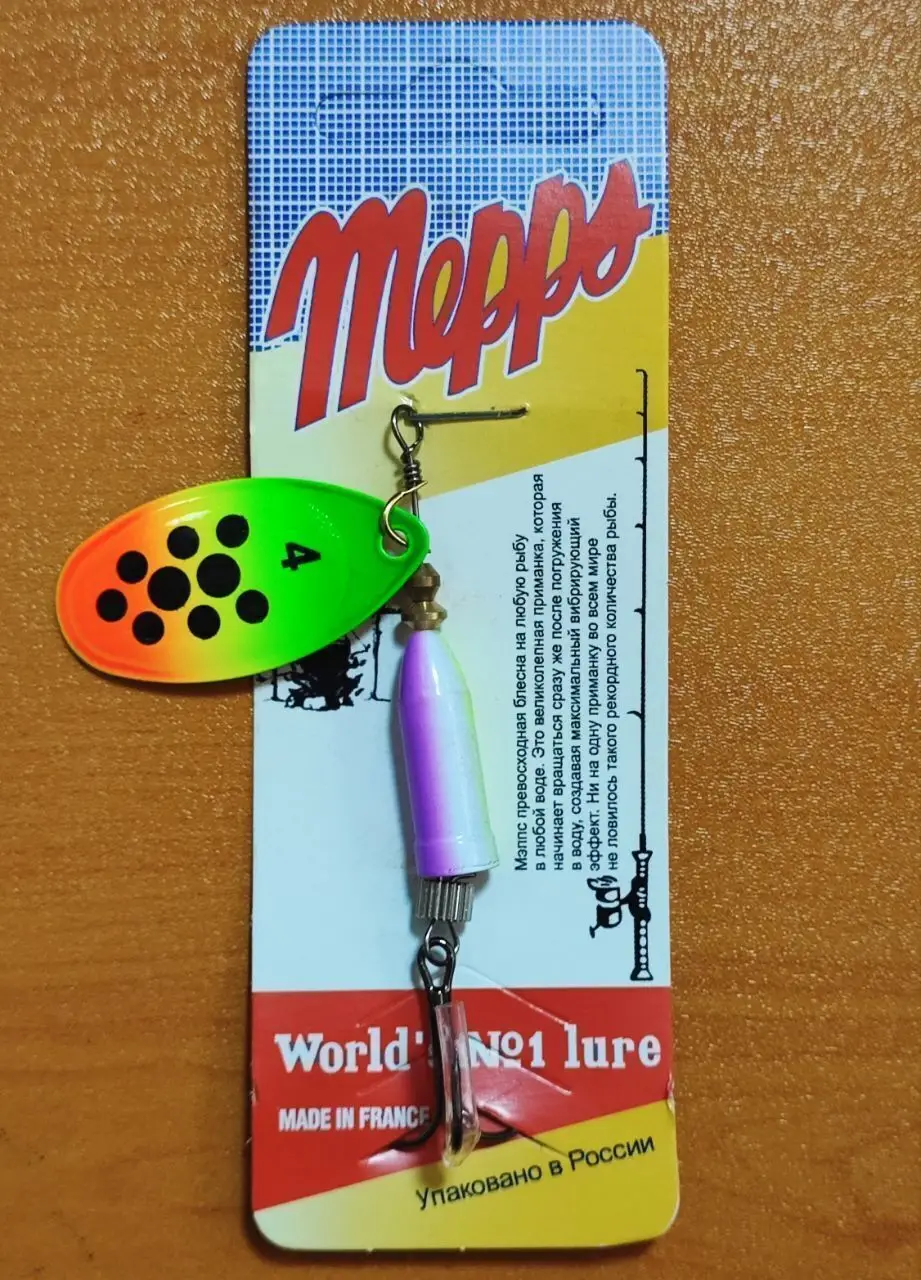 Mepps
4
Мэппс превосходная блесна на любую рыбу
в любой воде. Это великолепная приманка, которая
начинает вращаться сразу же после погружения
в воду, создавая максимальный вибрирующий
эффект. Ни на одну приманку во всем мире
не ловилось такого рекордного количества рыбы.
World's №1 lure
MADE IN FRANCE
Упаковано в России